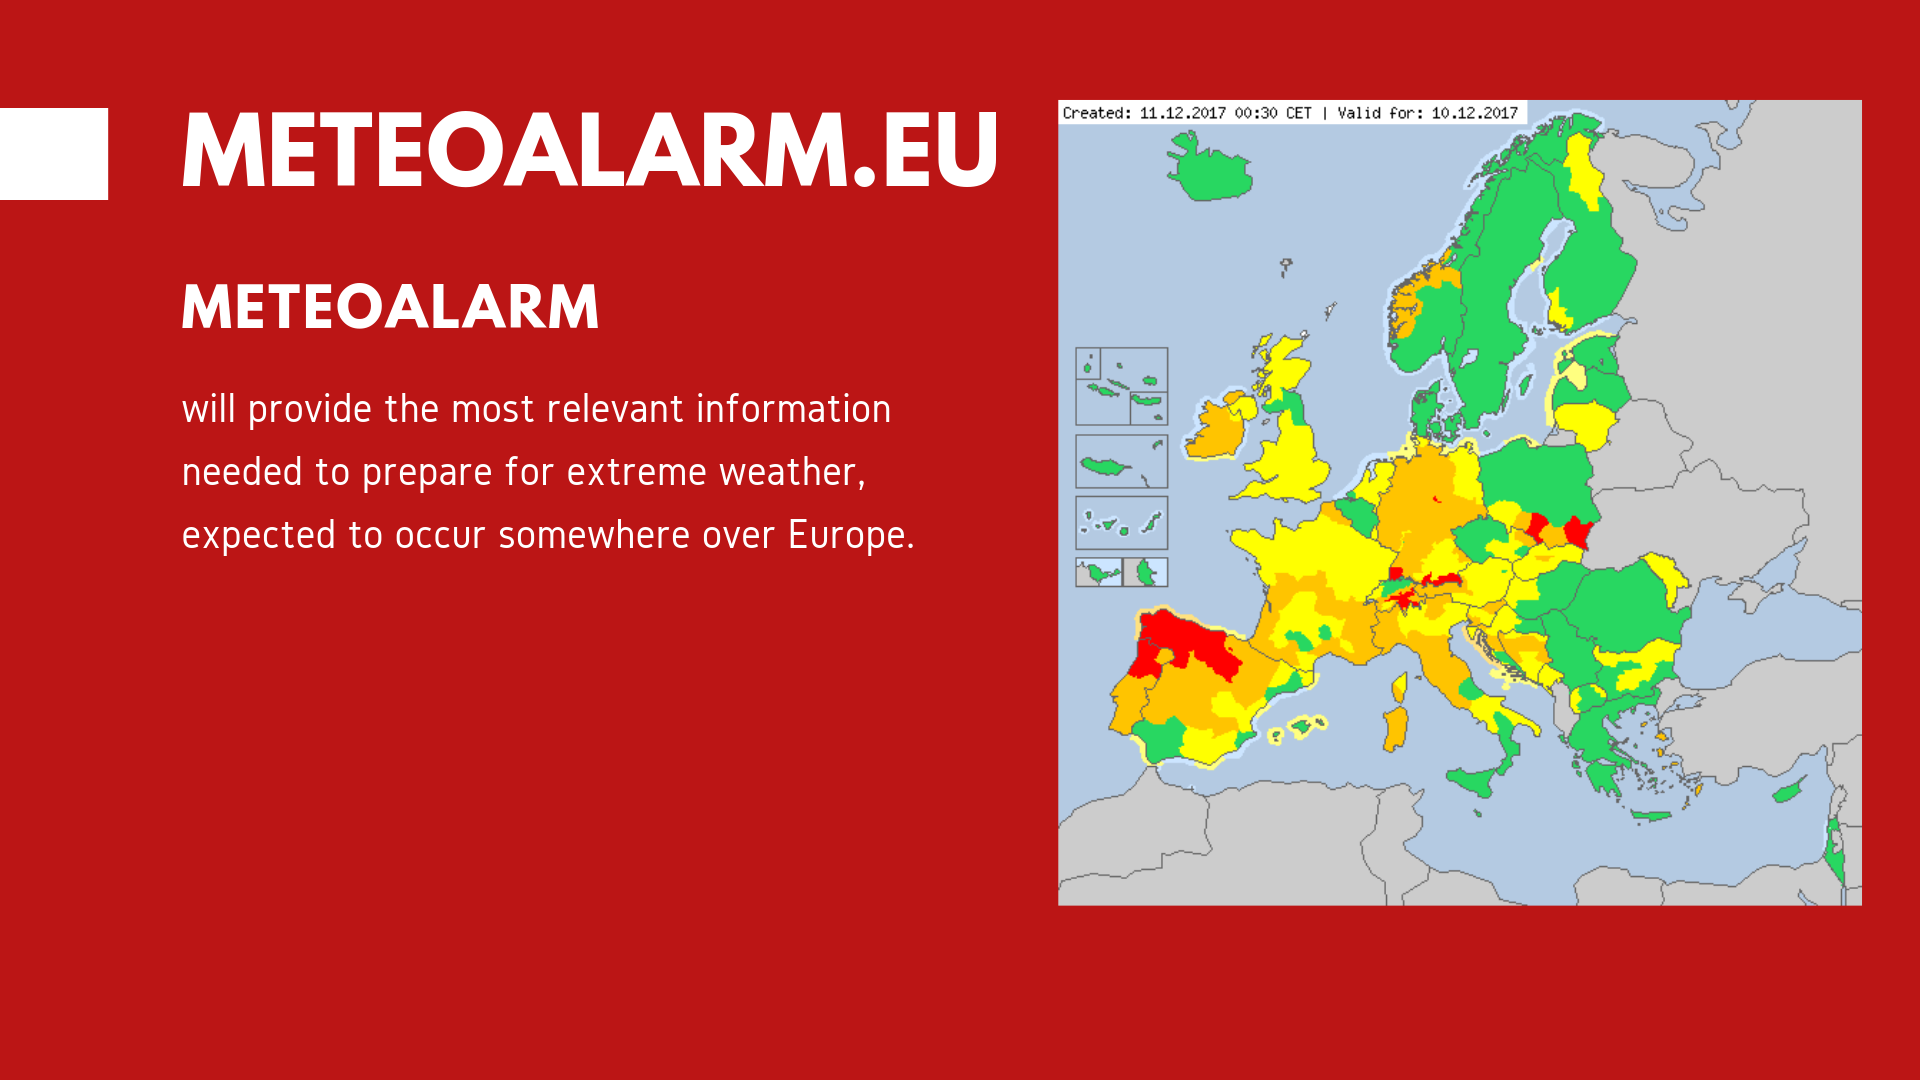 METEOALARM.EU
METEOALARM
will provide the most relevant information
needed to prepare for extreme weather,
expected to occur somewhere over Europe.
Created: 11.12.2017 00:30 CET | Valid for: 10.12.2017